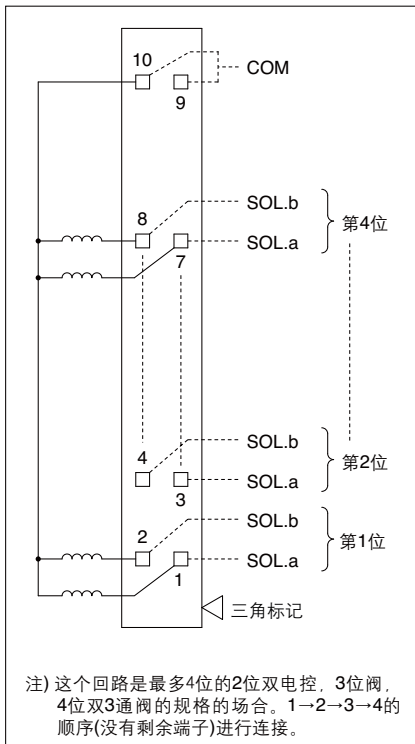 10
COM
9
SOL.b
8
SOL.a
7
第4位
SOL.b
4
SOL.a
3
第2位
SOL.b
2
SOL.a
1
第1位
三角标记
注) 这个回路是最多4位的2位双电控, 3位阀,
4位双3通阀的规格的场合。1→2→3→4的
顺序(没有剩余端子)进行连接。